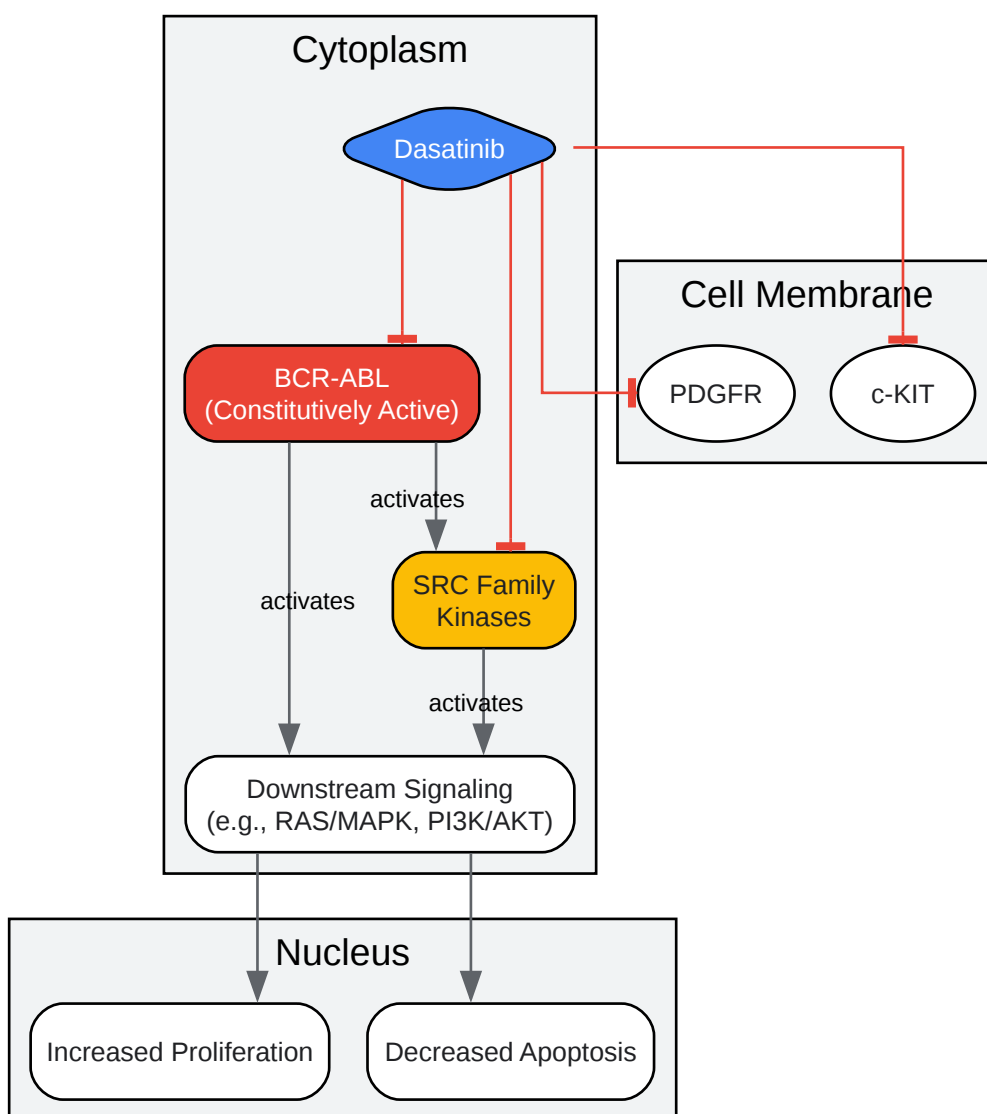 Cytoplasm
Dasatinib
Cell Membrane
BCR-ABL
(Constitutively Active)
PDGFR
c-KIT
activates
SRC Family
Kinases
activates
activates
Downstream Signaling
(e.g., RAS/MAPK, PI3K/AKT)
Nucleus
Increased Proliferation
Decreased Apoptosis